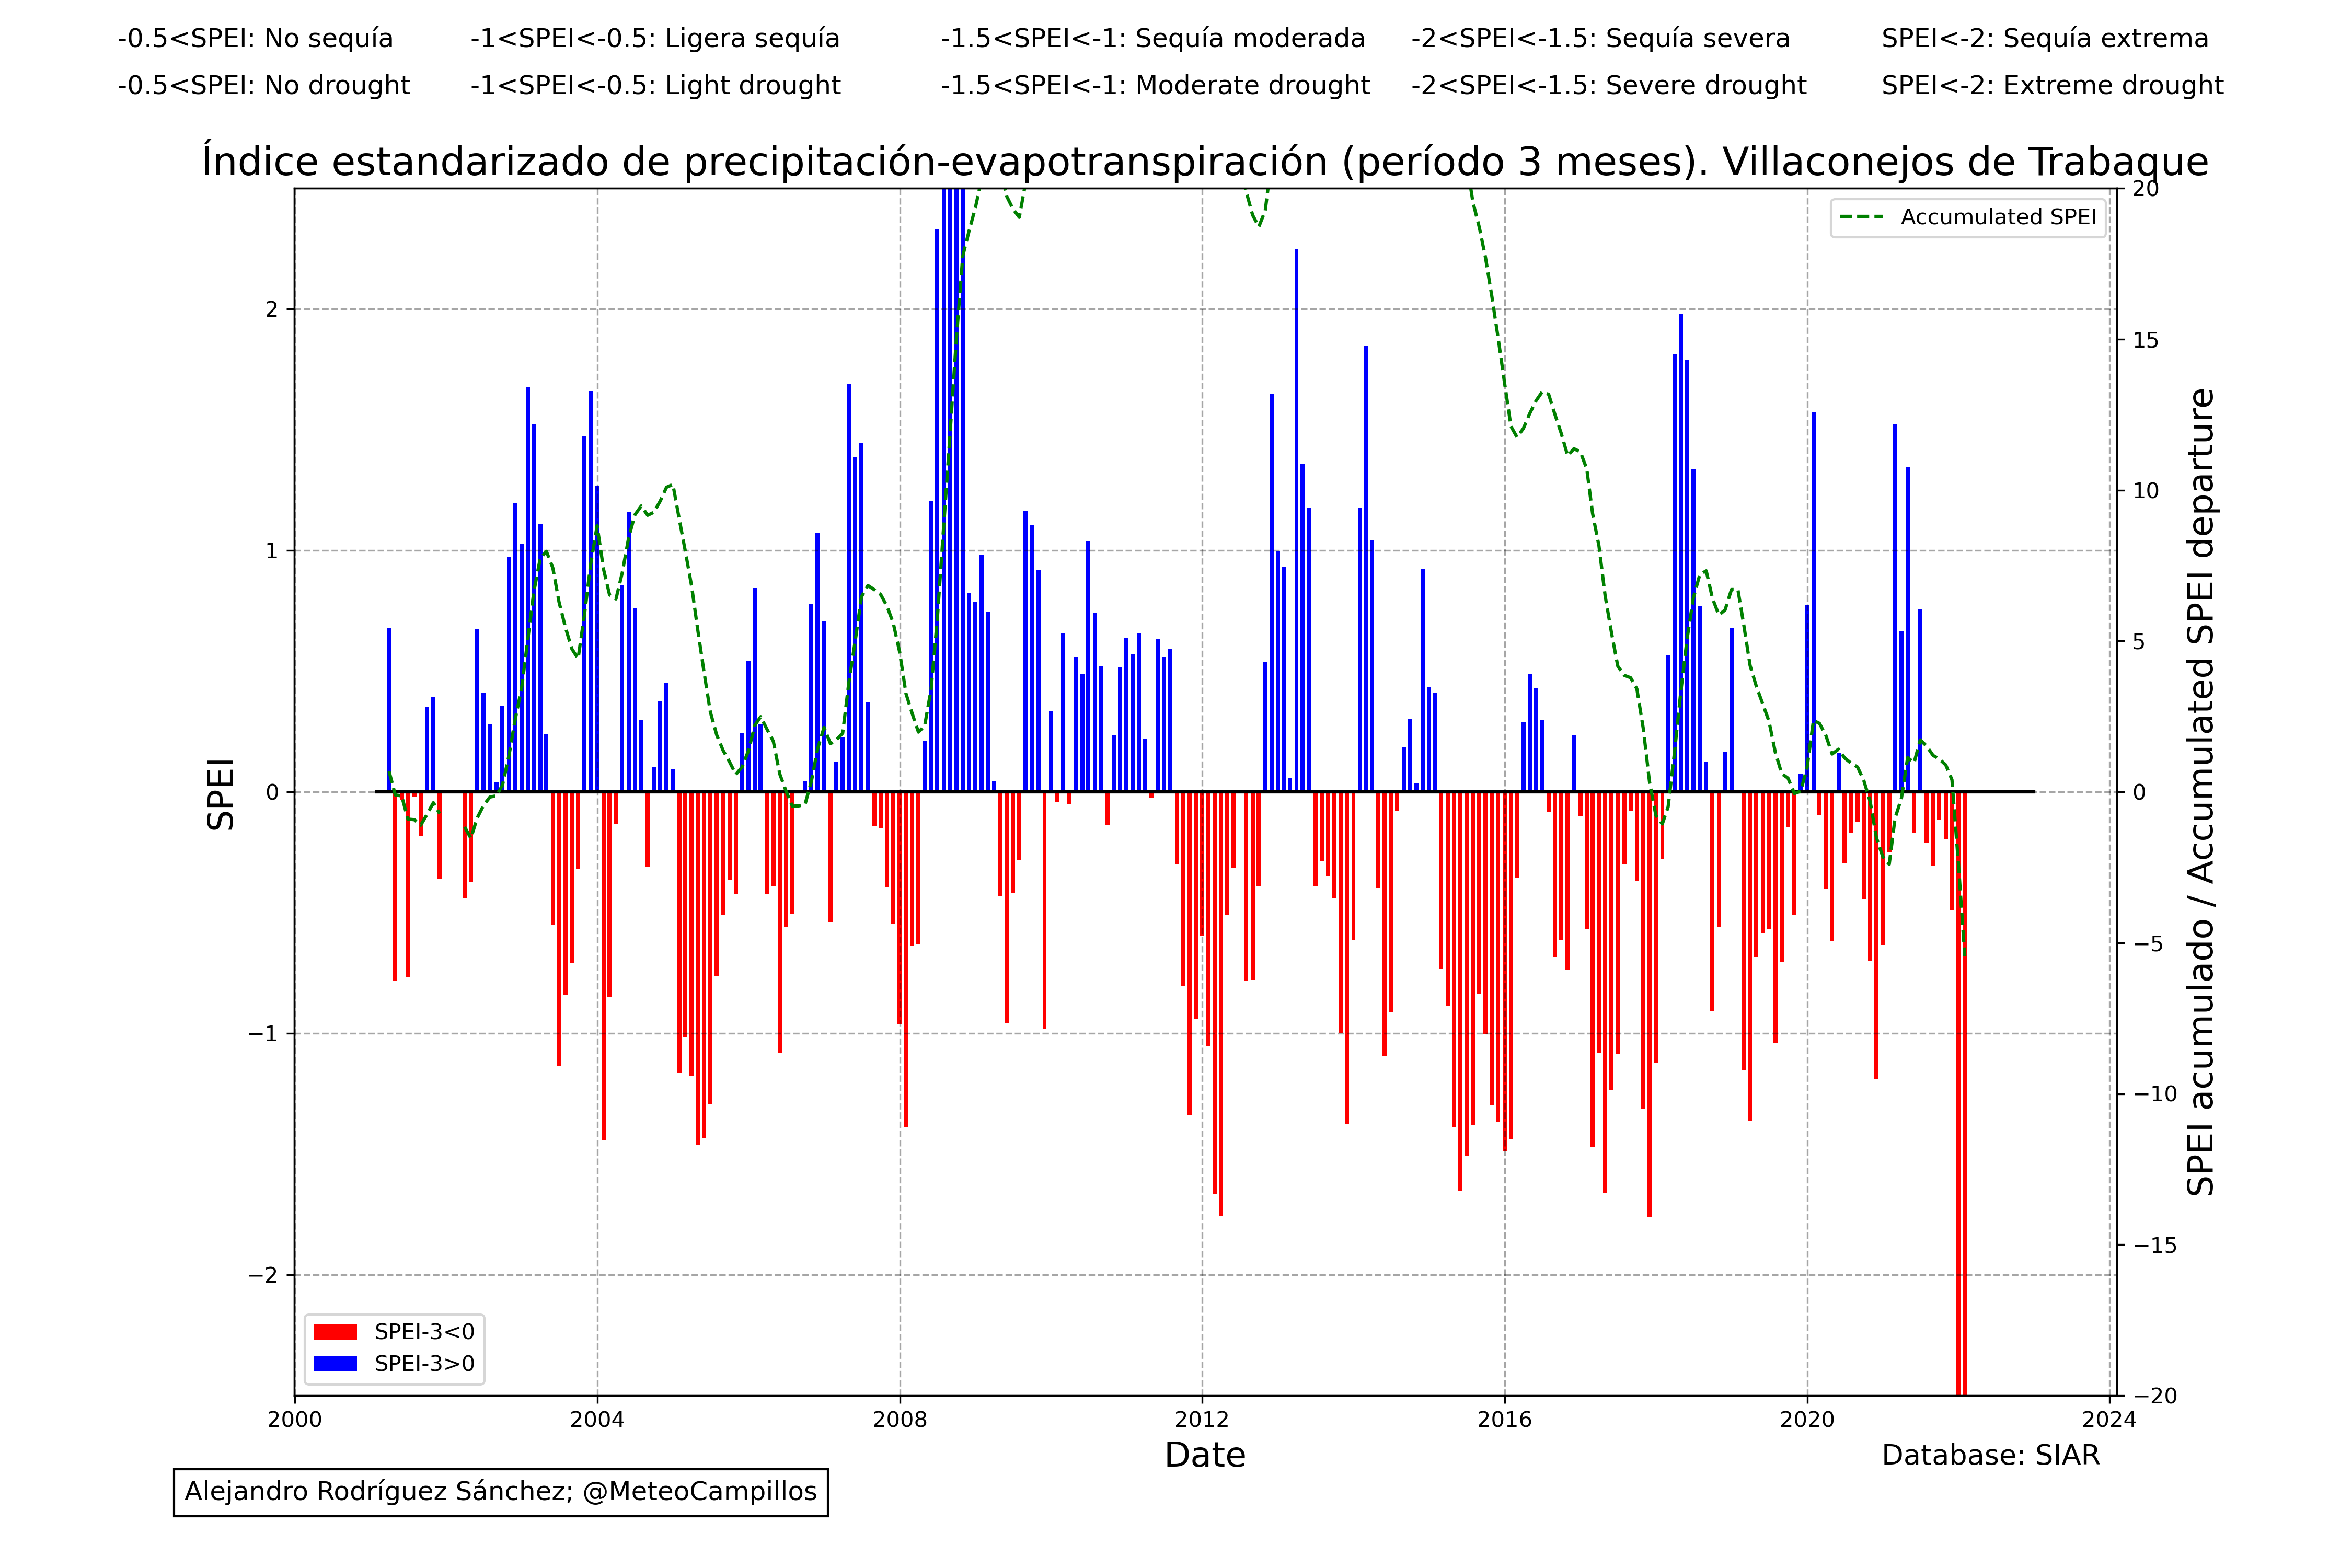 -0.5<SPEI: No sequía -1<SPEI<-0.5: Ligera sequía -1.5<SPEI<-1: Sequía moderada -2<SPEI<-1.5: Sequía severa SPEI<-2: Sequía extrema
-0.5<SPEI: No drought -1<SPEI<-0.5: Light drought -1.5<SPEI<-1: Moderate drought -2<SPEI<-1.5: Severe drought SPEI<-2: Extreme drought
Índice estandarizado de precipitación-evapotranspiración (período 3 meses). Villaconejos de Trabaque
Accumulated SPEI
SPEI
2
1
0
−1
−2
20
15
10
5
0
−5
−10
−15
−20
SPEI acumulado / Accumulated SPEI departure
SPEI-3<0
SPEI-3>0
2000 2004 2008 2012 2016 2020 2024
Date
Database: SIAR
Alejandro Rodríguez Sánchez; @MeteoCampillos